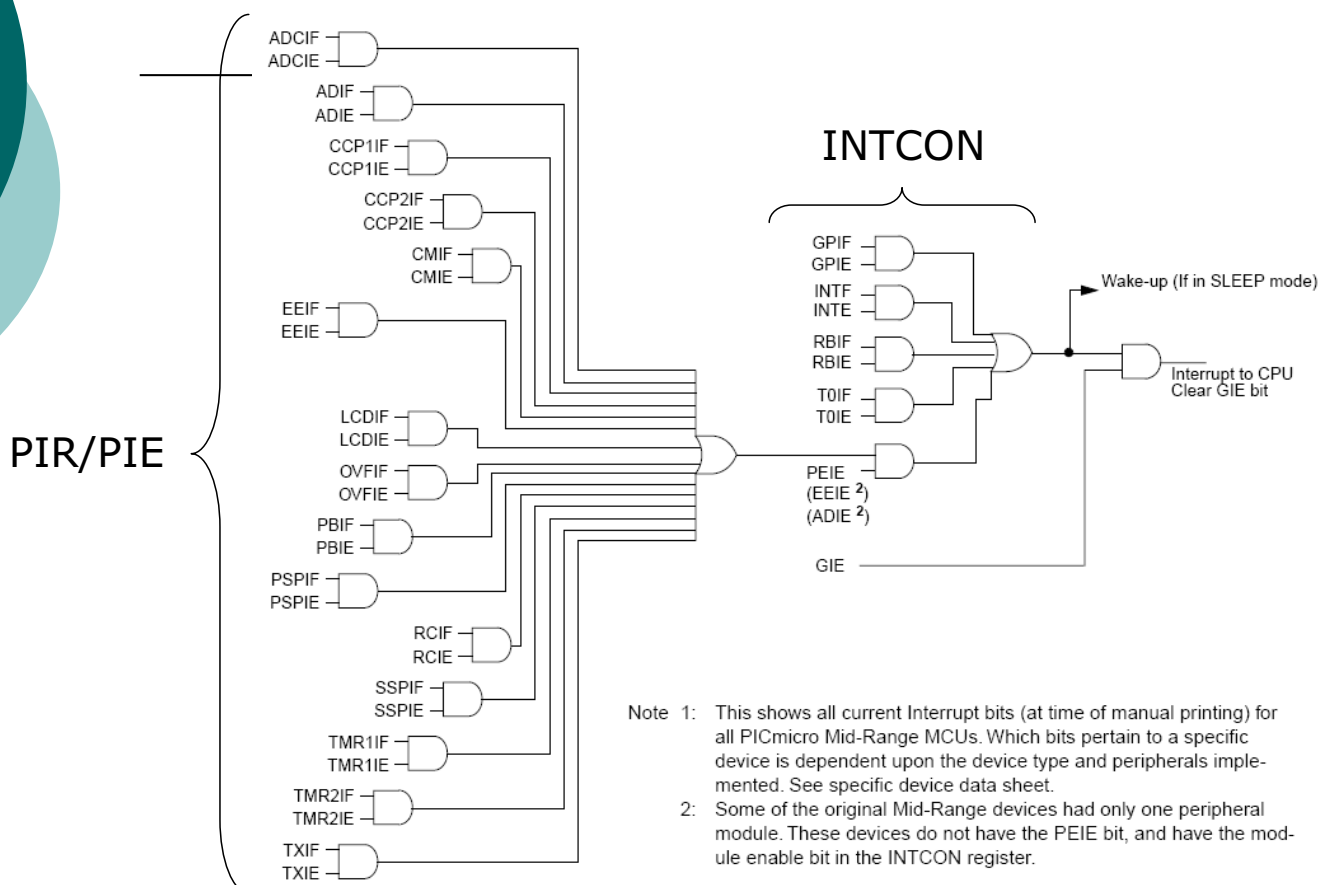 ADCIF
ADCIE
ADIF
ADIE
CCP1IF
CCP1IE
CCP2IF
CCP2IE
CMIF
CMIE
EEIF
EEIE
LCDIF
LCDIE
OVFIF
OVFIE
PBIF
PBIE
PSPIF
PSPIE
RCIF
RCIE
SSPIF
SSPIE
TMR1IF
TMR1IE
TMR2IF
TMR2IE
TXIF
TXIE
PIR/PIE
INTCON
GPIF
GPIE
INTF
INTE
RBIF
RBIE
T0IF
T0IE
PEIE
(EEIE 2)
(ADIE 2)
GIE
Wake-up (If in SLEEP mode)
Interrupt to CPU
Clear GIE bit
Note 1: This shows all current Interrupt bits (at time of manual printing) for
all PICmicro Mid-Range MCUs. Which bits pertain to a specific
device is dependent upon the device type and peripherals imple-
mented. See specific device data sheet.
2: Some of the original Mid-Range devices had only one peripheral
module. These devices do not have the PEIE bit, and have the mod-
ule enable bit in the INTCON register.